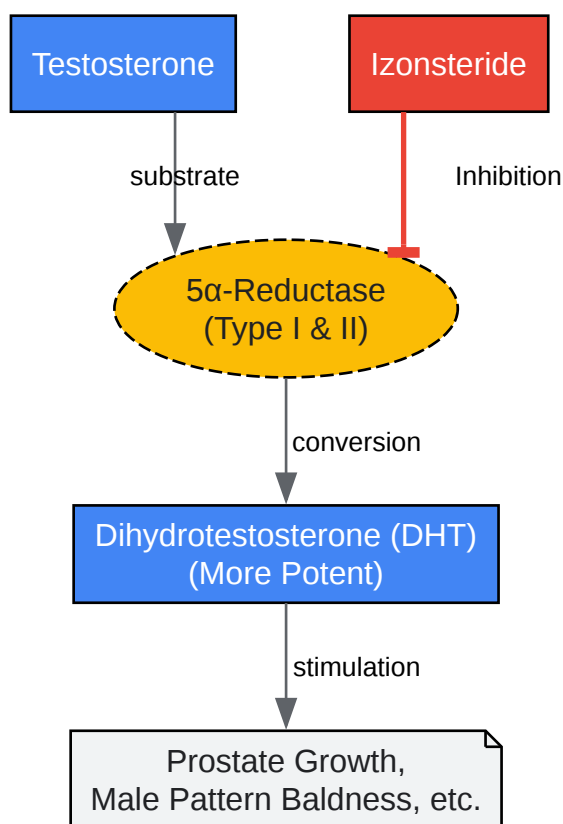 Testosterone
Izonsteride
substrate
Inhibition
5α-Reductase
(Type I & II)
conversion
Dihydrotestosterone (DHT)
(More Potent)
stimulation
Prostate Growth,
Male Pattern Baldness, etc.